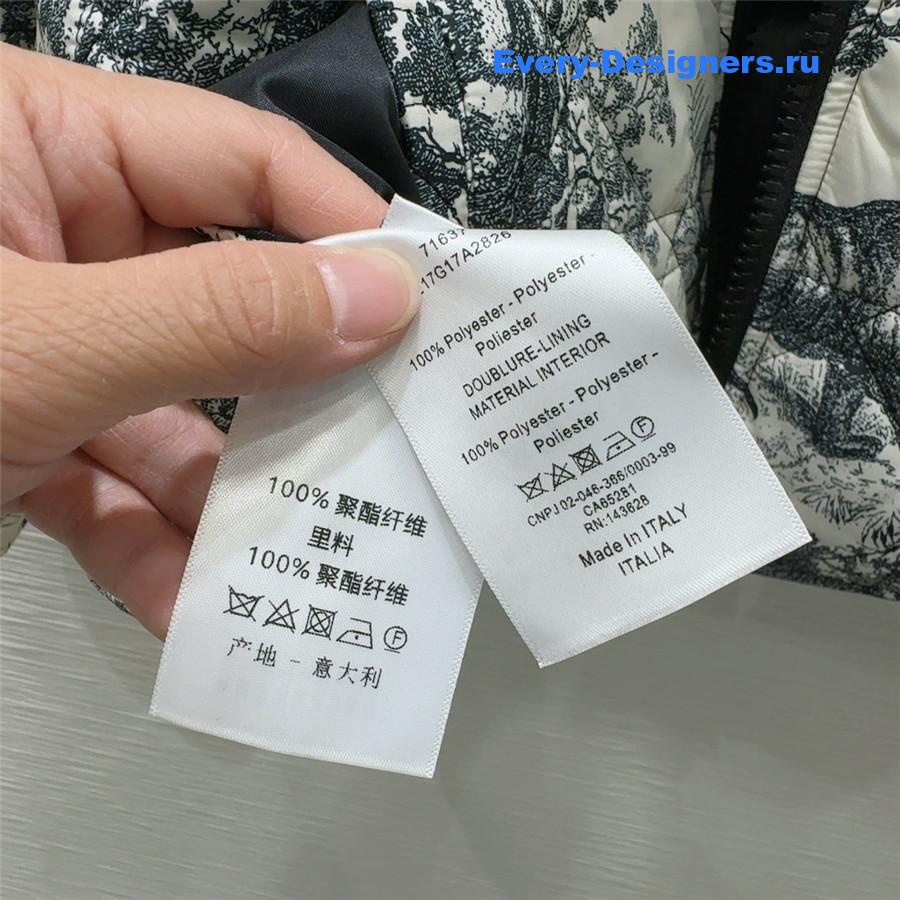 Every-Designers.ru
17G17A2828
100% Polyester - Polyester -
Poliester
DOUBLURE-LINING
MATERIAL INTERIOR
100% Polyester - Polyester -
Poliester
CNPJ 02-046-366/0003-99
CA65281
RN:143828
Made In ITALY
ITALIA
100% 聚酯纤维
里料
100% 聚酯纤维
F
产地 - 意大利